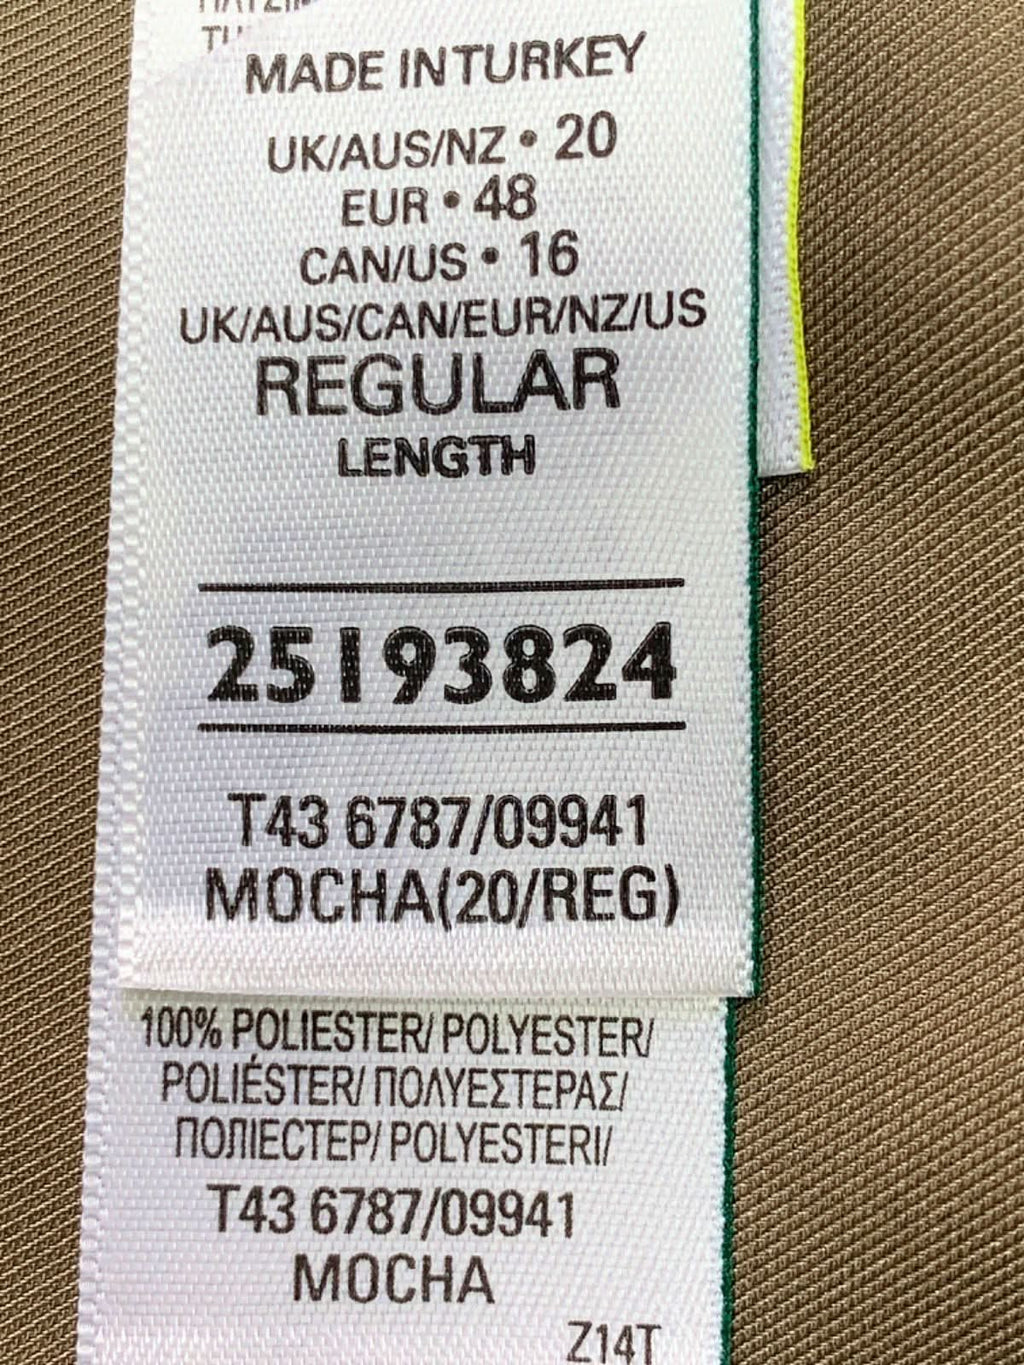 MADE IN TURKEY
UK/AUS/NZ • 20
EUR • 48
CAN/US • 16
UK/AUS/CAN/EUR/NZ/US
REGULAR
LENGTH
25193824
T43 6787/09941
MOCHA(20/REG)
100% POLIESTER/ POLYESTER/
POLIÉSTER/ ΠΟΛΥΕΣΤΕΡΑΣ/
ПОЛІЕСТЕР/ POLYESTERI/
T43 6787/09941
MOCHA
Z14T